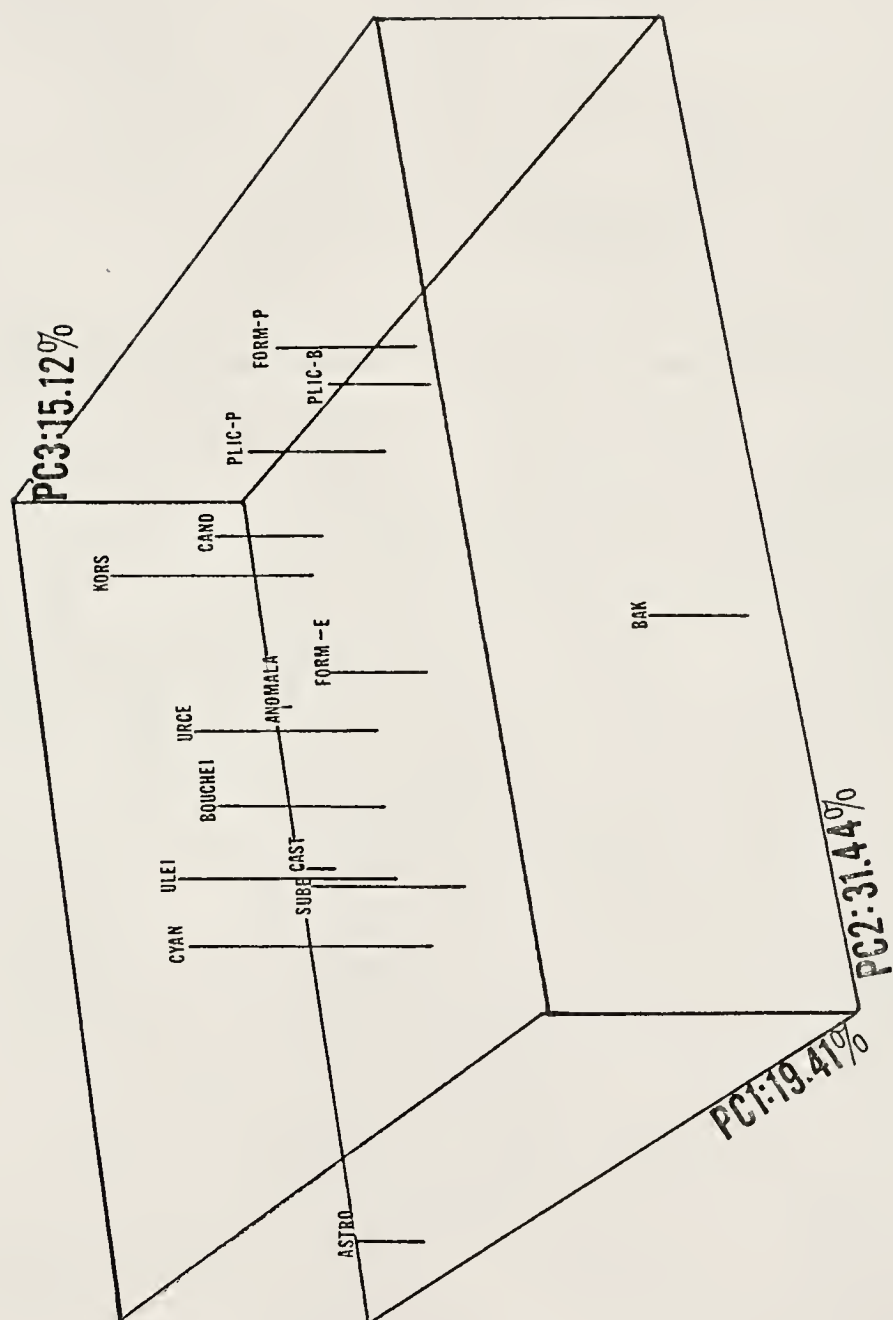 PC3:15.12%
FORM-P
PLIC-B
PLIC-P
CAND
KORS
FORM-E
ANOMALA
URCE
BOUCHEI
CAST
ULEI
SUBE
CYAN
BAK
ASTRO
PC2:31.44%
PC1:19.41%